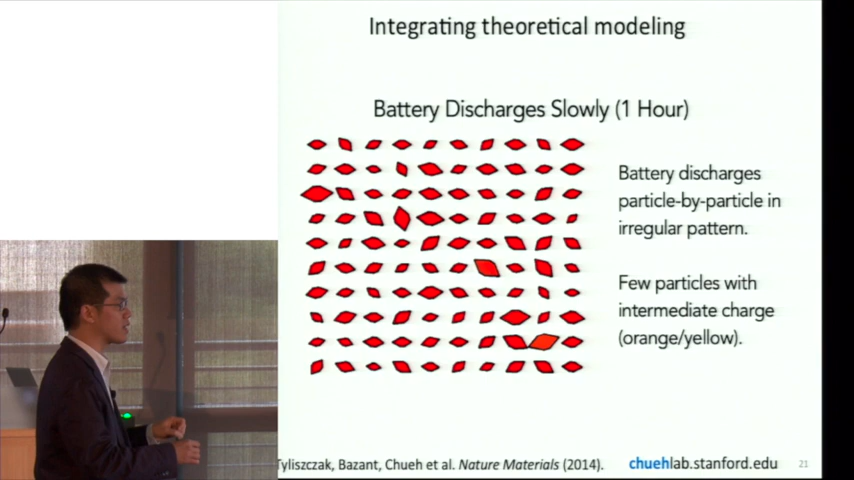 Integrating theoretical modeling
Battery Discharges Slowly (1 Hour)
Battery discharges
particle-by-particle in
irregular pattern.
Few particles with
intermediate charge
(orange/yellow).
Tyliszczak, Bazant, Chueh et al. Nature Materials (2014).
chuehlab.stanford.edu
21